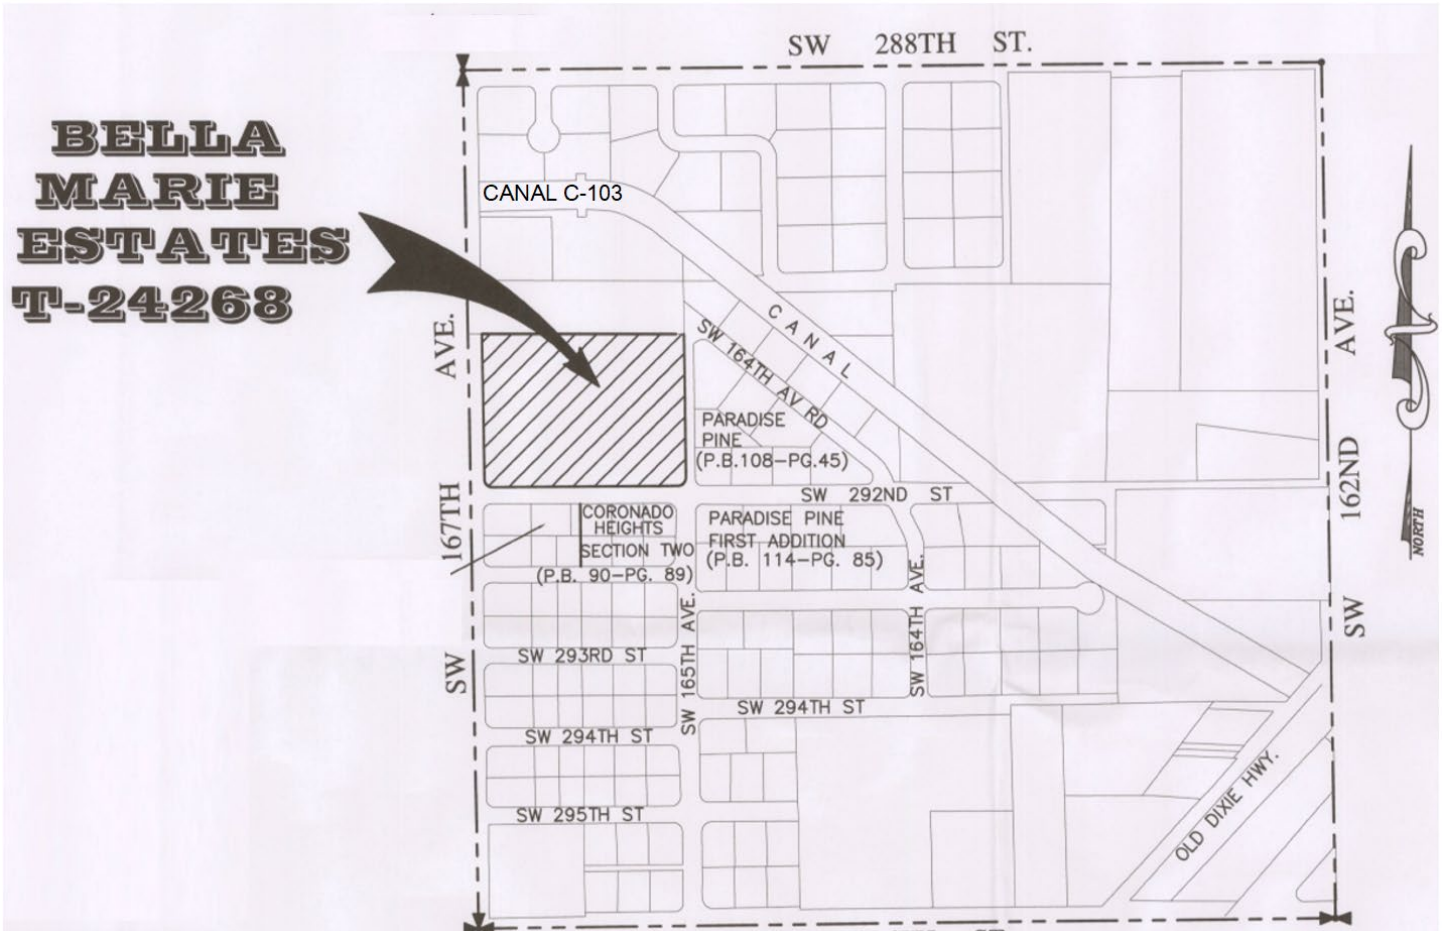 SW 288TH ST.
BELLA
MARIE
ESTATES
T-24268
CANAL C-103
CANAL
SW 164TH AV RD
AVE.
AVE.
PARADISE
PINE
(P.B.108-PG.45)
SW 292ND ST
167TH
162ND
CORONADO
HEIGHTS
SECTION TWO
(P.B. 90-PG. 89)
PARADISE PINE
FIRST ADDITION
(P.B. 114-PG. 85)
NORTH
SW 165TH AVE.
SW 164TH AVE.
SW
SW
SW 293RD ST
SW 294TH ST
SW 294TH ST
SW 295TH ST
OLD DIXIE HWY.